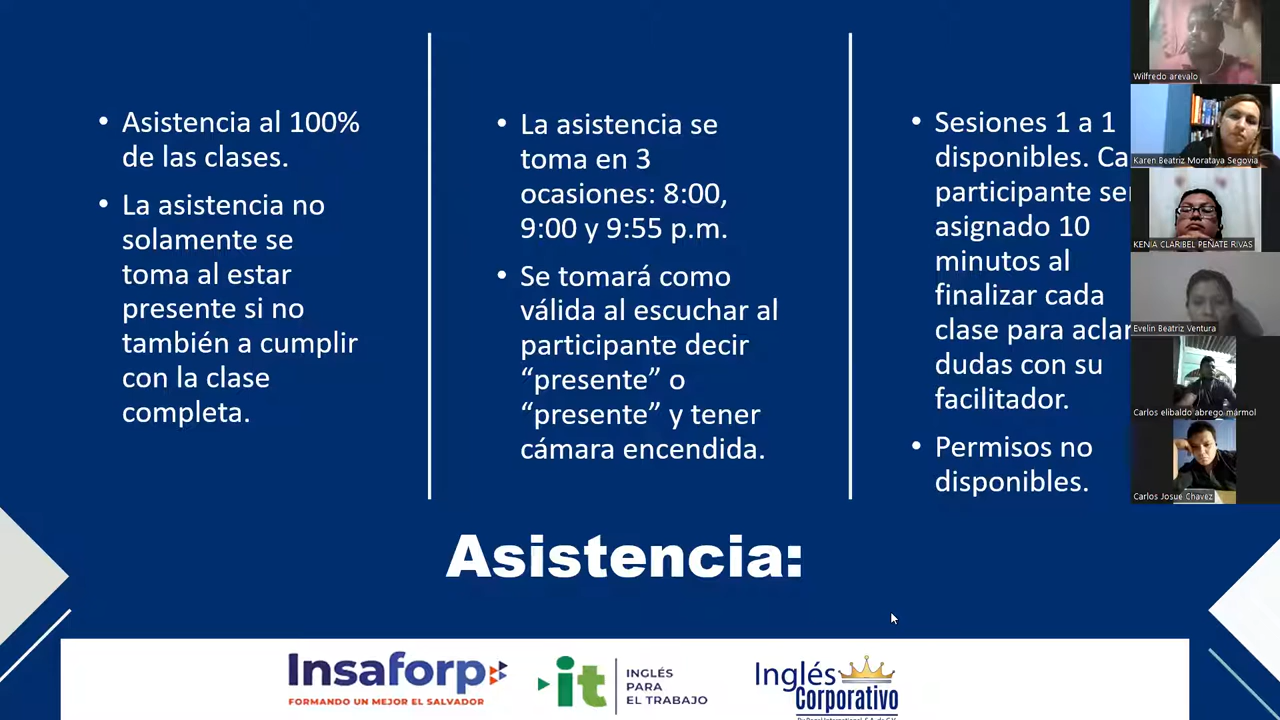 • Asistencia al 100%
de las clases.
• La asistencia no
solamente se
toma al estar
presente si no
también a cumplir
con la clase
completa.
• La asistencia se
toma en 3
ocasiones: 8:00,
9:00 y 9:55 p.m.
• Se tomará como
válida al escuchar al
participante decir
“presente” o
“presente” y tener
cámara encendida.
• Sesiones 1 a 1
disponibles. Ca
participante se
asignado 10
minutos al
finalizar cada
clase para aclar
dudas con su
facilitador.
• Permisos no
disponibles.
Asistencia:
Insaforp
FORMANDO UN MEJOR EL SALVADOR
it
INGLÉS
PARA
EL TRABAJO
Inglés
Corporativo
Wilfredo arevalo
Karen Beatriz Morataya Segovia
KENIA CLARIBEL PEÑATE RIVAS
Evelin Beatriz Ventura
Carlos elibaldo abrego mármol
Carlos Josue Chavez